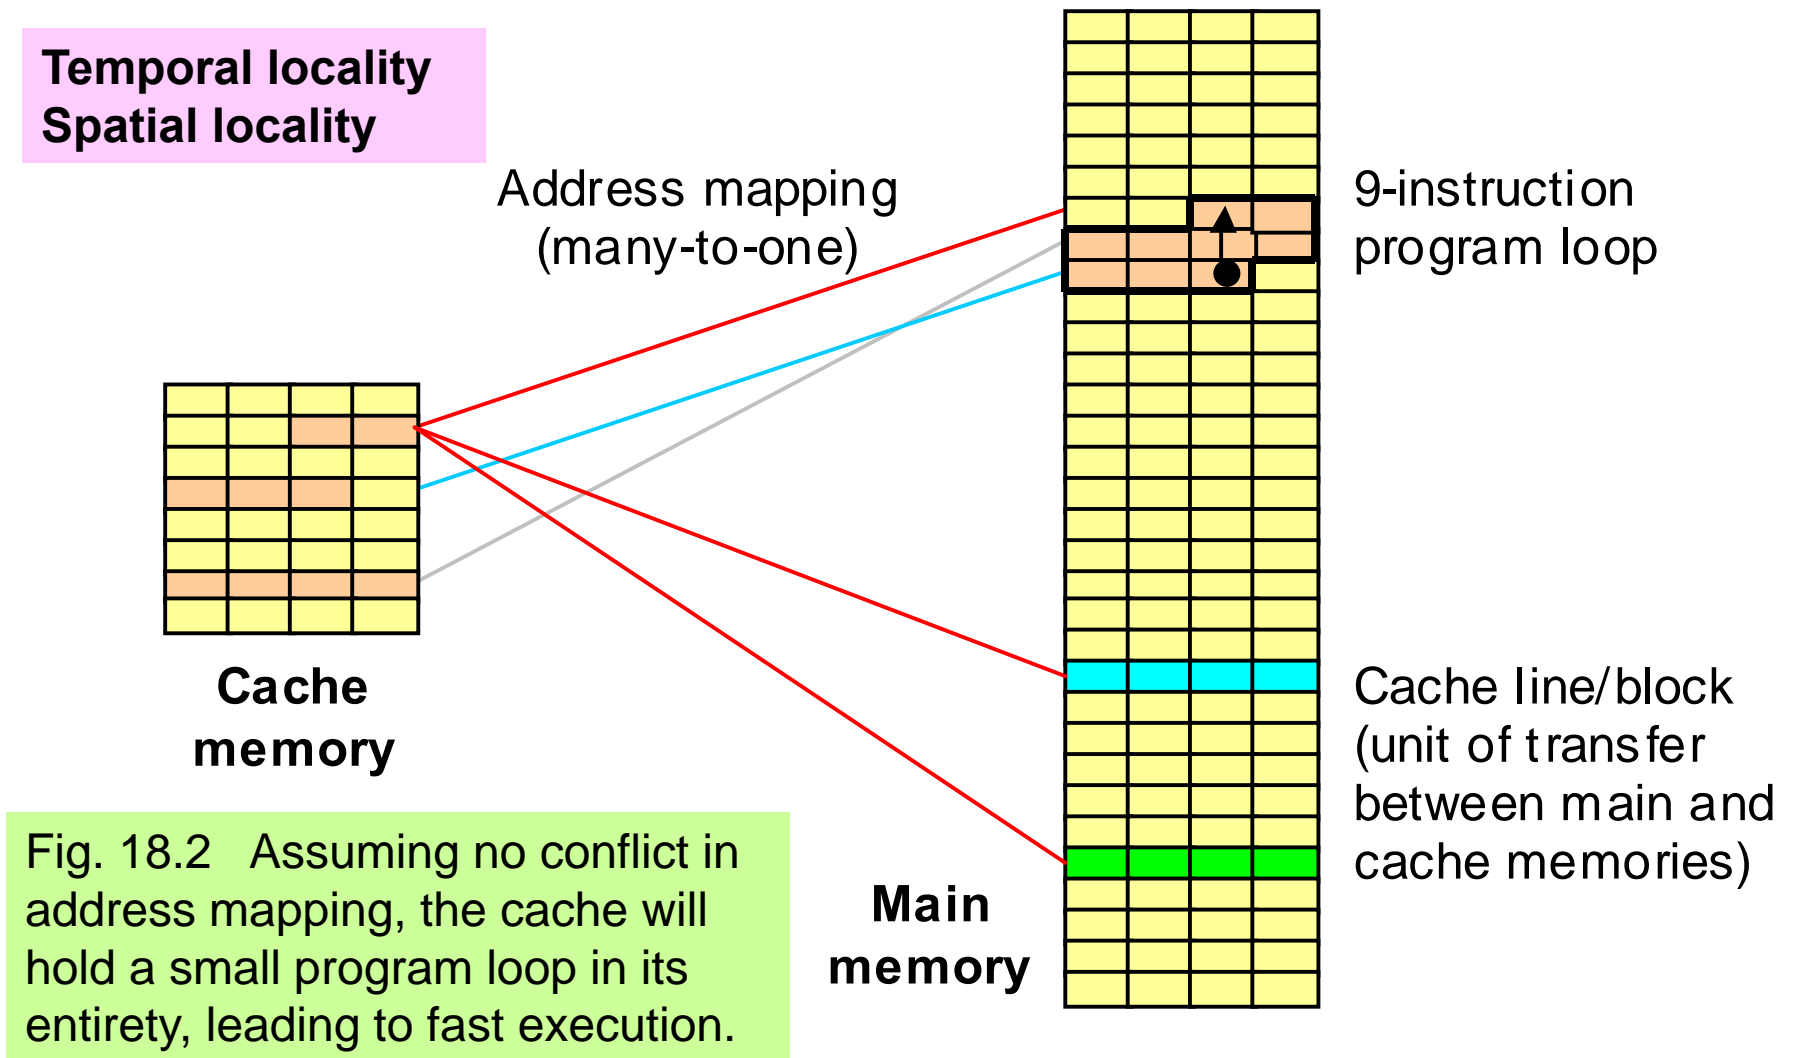 Temporal locality
Spatial locality
Address mapping
(many-to-one)
9-instruction
program loop
Cache
memory
Cache line/block
(unit of transfer
between main and
cache memories)
Main
memory
Fig. 18.2 Assuming no conflict in
address mapping, the cache will
hold a small program loop in its
entirety, leading to fast execution.